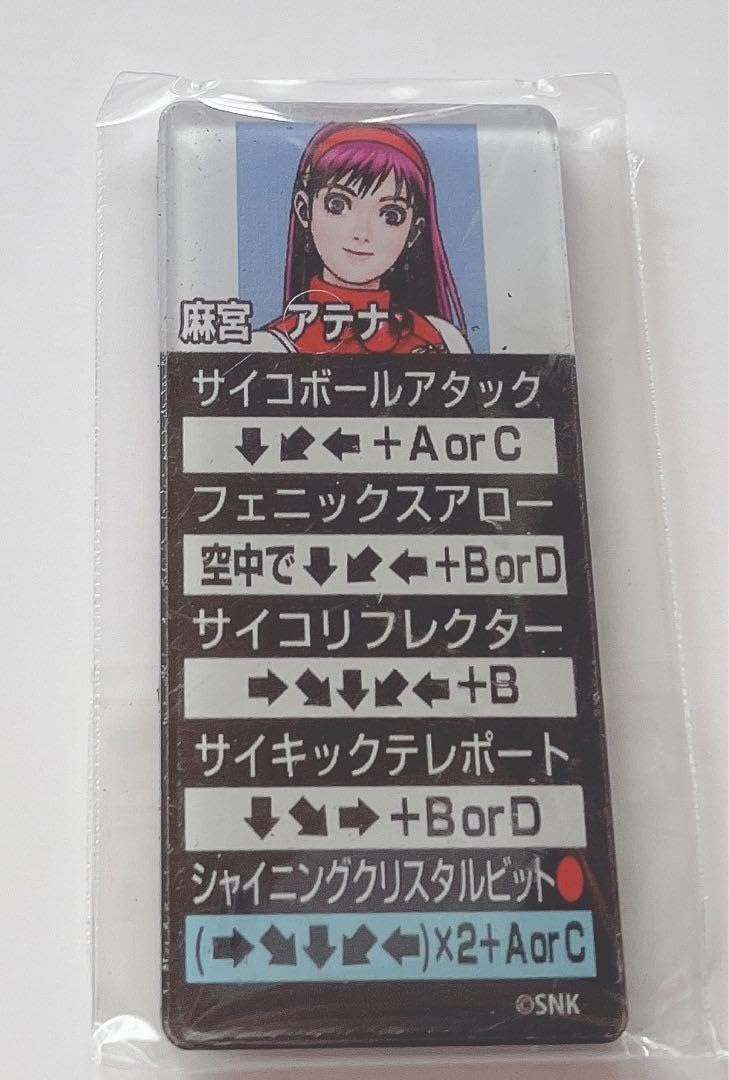 麻宮 アテナ
サイコボールアタック
⬇↙⬅+A or C
フェニックスアロー
空中で⬇↙⬅+B or D
サイコリフレクター
➡↘⬇↙⬅+B
サイキックテレポート
⬇↘➡+B or D
シャイニングクリスタルビット●
(➡↘⬇↙⬅)×2+A or C
©SNK